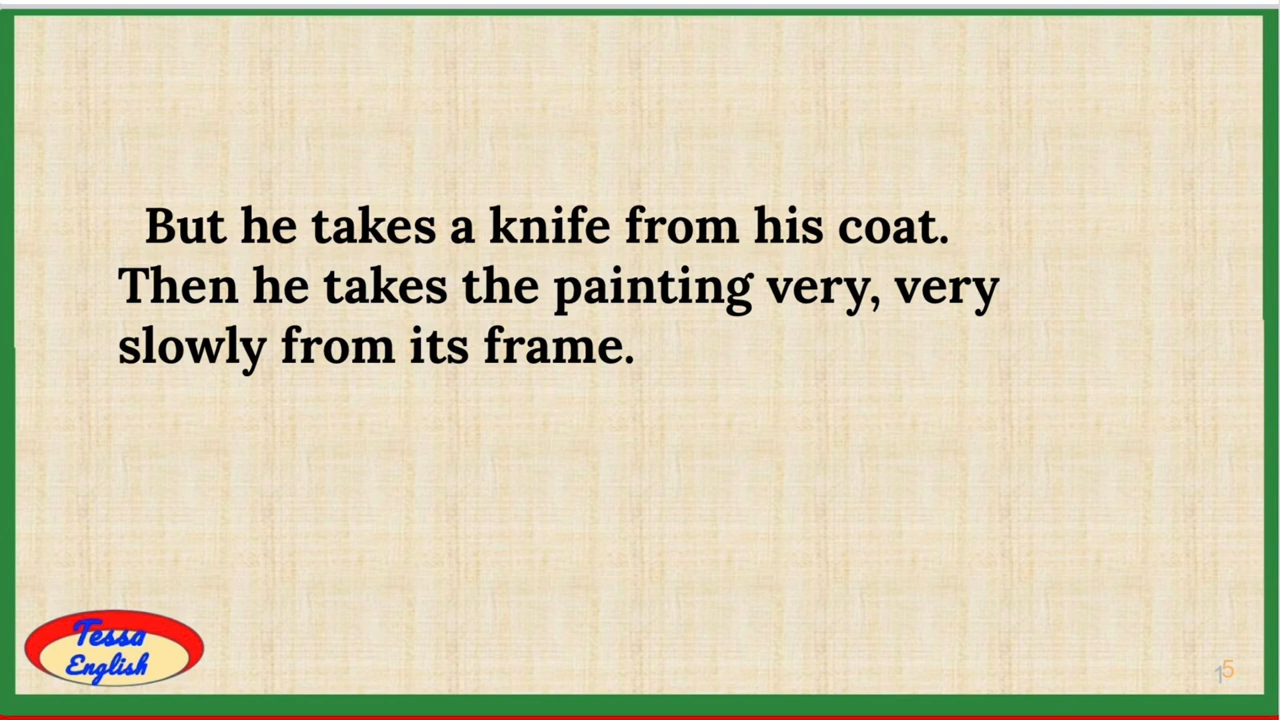 But he takes a knife from his coat.
Then he takes the painting very, very
slowly from its frame.
Tessa
English
15